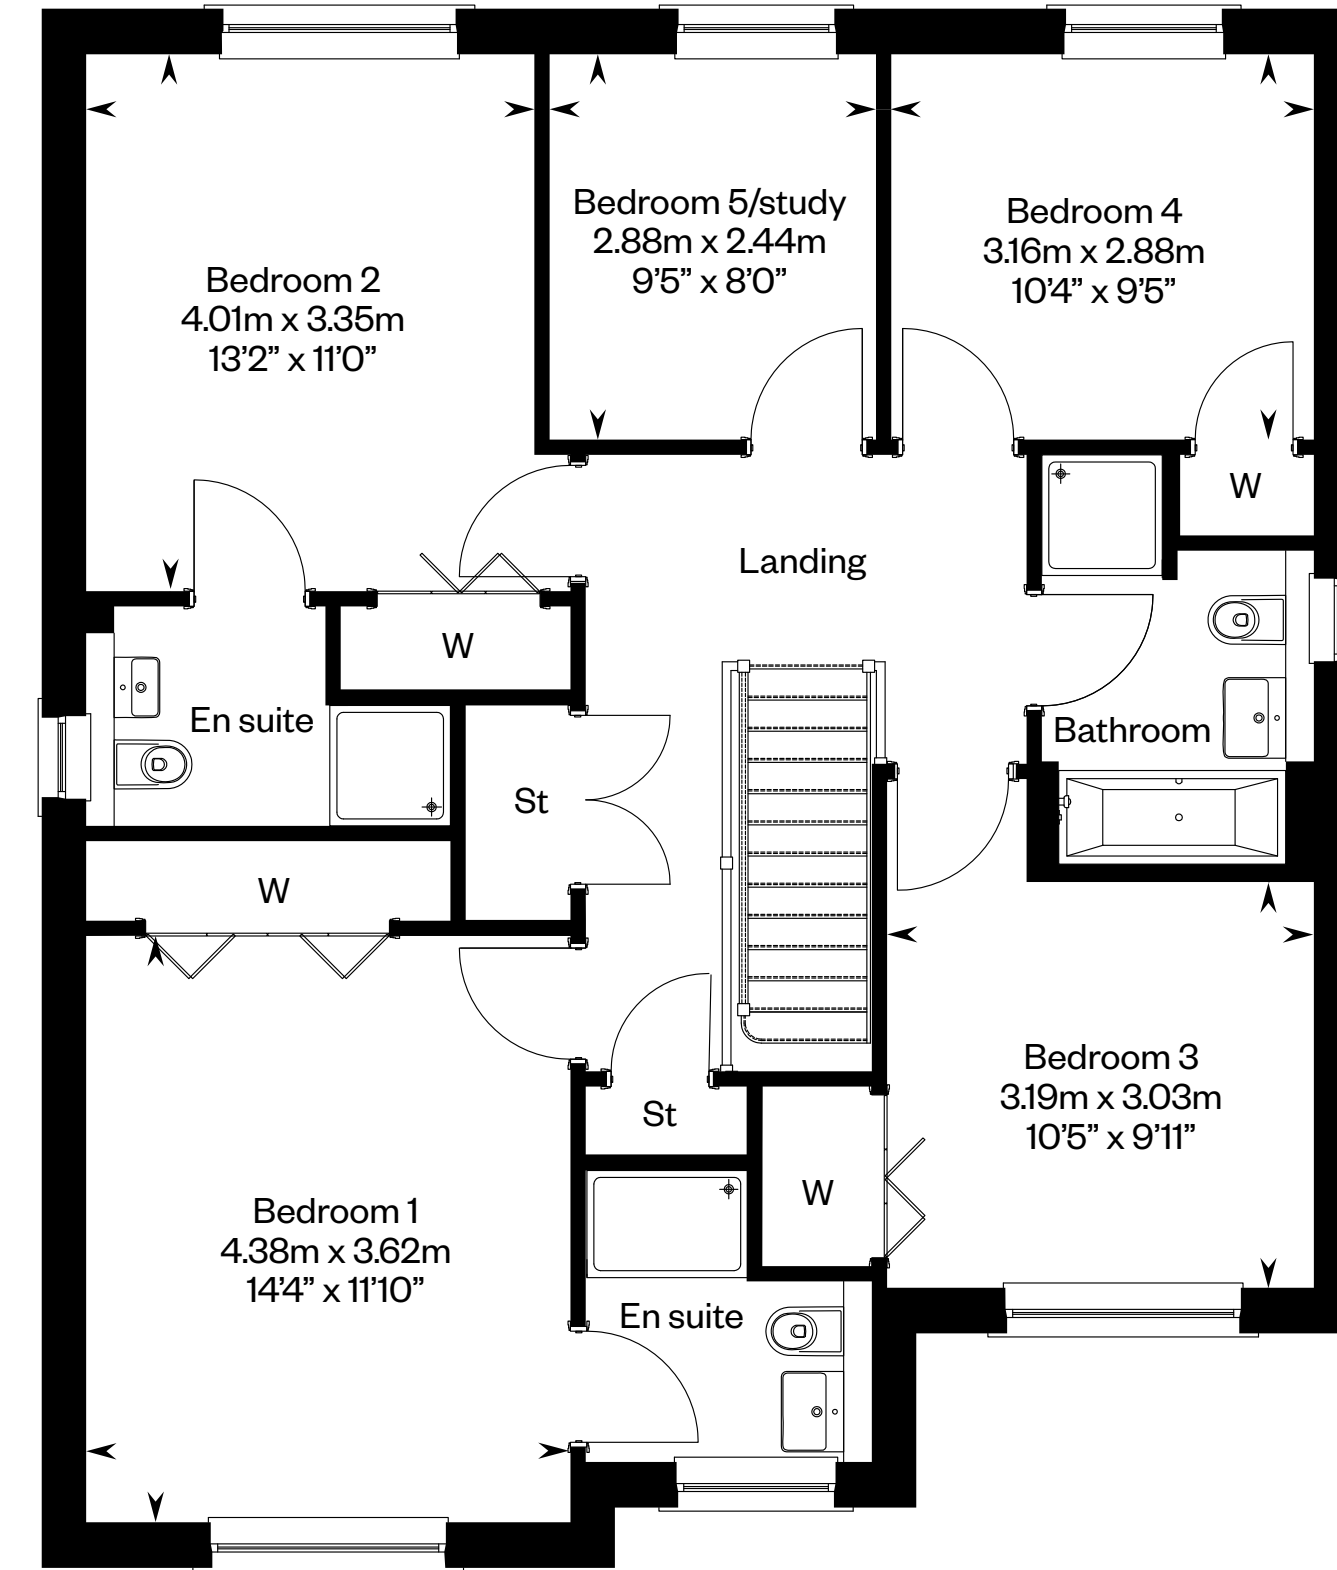 Bedroom 5/study
2.88m x 2.44m
9’5” x 8’0”
Bedroom 4
3.16m x 2.88m
10’4” x 9’5”
Bedroom 2
4.01m x 3.35m
13’2” x 11’0”
W
Landing
W
En suite
Bathroom
St
W
Bedroom 3
3.19m x 3.03m
10’5” x 9’11”
St
W
Bedroom 1
4.38m x 3.62m
14’4” x 11’10”
En suite